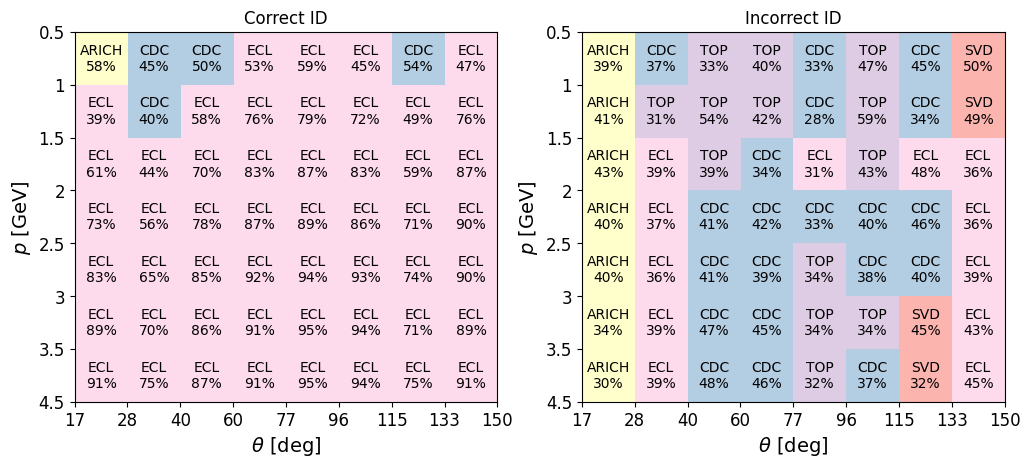 Correct ID
0.5
ARICH CDC CDC ECL ECL ECL CDC ECL
58% 45% 50% 53% 59% 45% 54% 47%
1
ECL CDC ECL ECL ECL ECL ECL ECL
39% 40% 58% 76% 79% 72% 49% 76%
1.5
ECL ECL ECL ECL ECL ECL ECL ECL
61% 44% 70% 83% 87% 83% 59% 87%
2
ECL ECL ECL ECL ECL ECL ECL ECL
73% 56% 78% 87% 89% 86% 71% 90%
2.5
ECL ECL ECL ECL ECL ECL ECL ECL
83% 65% 85% 92% 94% 93% 74% 90%
3
ECL ECL ECL ECL ECL ECL ECL ECL
89% 70% 86% 91% 95% 94% 71% 89%
3.5
ECL ECL ECL ECL ECL ECL ECL ECL
91% 75% 87% 91% 95% 94% 75% 91%
4.5
p [GeV]
17 28 40 60 77 96 115 133 150
θ [deg]
Incorrect ID
0.5
ARICH CDC TOP TOP CDC TOP CDC SVD
39% 37% 33% 40% 33% 47% 45% 50%
1
ARICH TOP TOP TOP CDC TOP CDC SVD
41% 31% 54% 42% 28% 59% 34% 49%
1.5
ARICH ECL TOP CDC ECL TOP ECL ECL
43% 39% 39% 34% 31% 43% 48% 36%
2
ARICH ECL CDC CDC CDC CDC CDC ECL
40% 37% 41% 42% 33% 40% 46% 36%
2.5
ARICH ECL CDC CDC TOP CDC CDC ECL
40% 36% 41% 39% 34% 38% 40% 39%
3
ARICH ECL CDC CDC TOP TOP SVD ECL
34% 39% 47% 45% 34% 34% 45% 43%
3.5
ARICH ECL CDC CDC TOP CDC SVD ECL
30% 39% 48% 46% 32% 37% 32% 45%
4.5
p [GeV]
17 28 40 60 77 96 115 133 150
θ [deg]